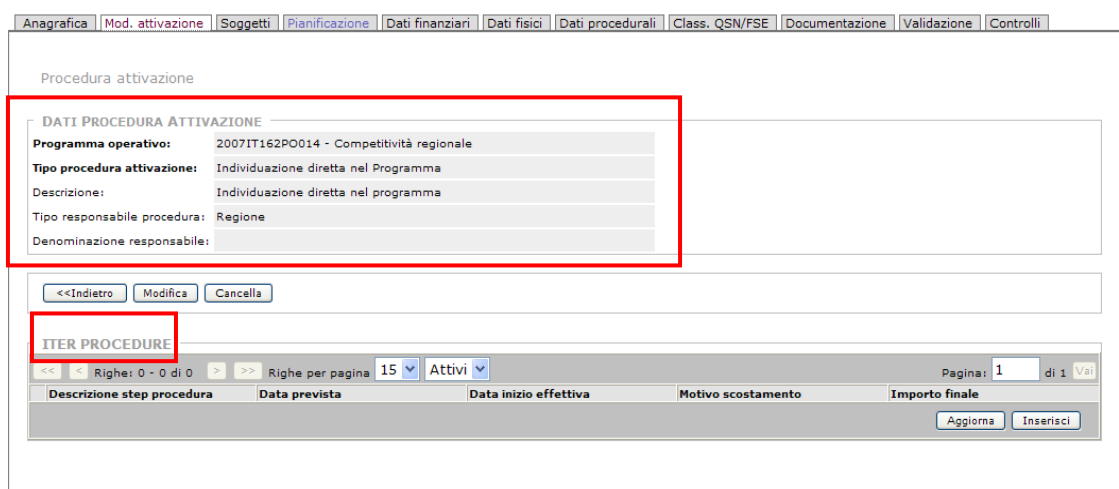 Anagrafica Mod. attivazione Soggetti Pianificazione Dati finanziari Dati fisici Dati procedurali Class. QSN/FSE Documentazione Validazione Controlli
Procedura attivazione
DATI PROCEDURA ATTIVAZIONE
Programma operativo: 2007IT162PO014 - Competitività regionale
Tipo procedura attivazione: Individuazione diretta nel Programma
Descrizione: Individuazione diretta nel programma
Tipo responsabile procedura: Regione
Denominazione responsabile:
<<Indietro Modifica Cancella
ITER PROCEDURE
<< < Righe: 0 - 0 di 0 > >> Righe per pagina 15 Attivi Pagina: 1 di 1 Vai
Descrizione step procedura Data prevista Data inizio effettiva Motivo scostamento Importo finale
Aggiorna Inserisci